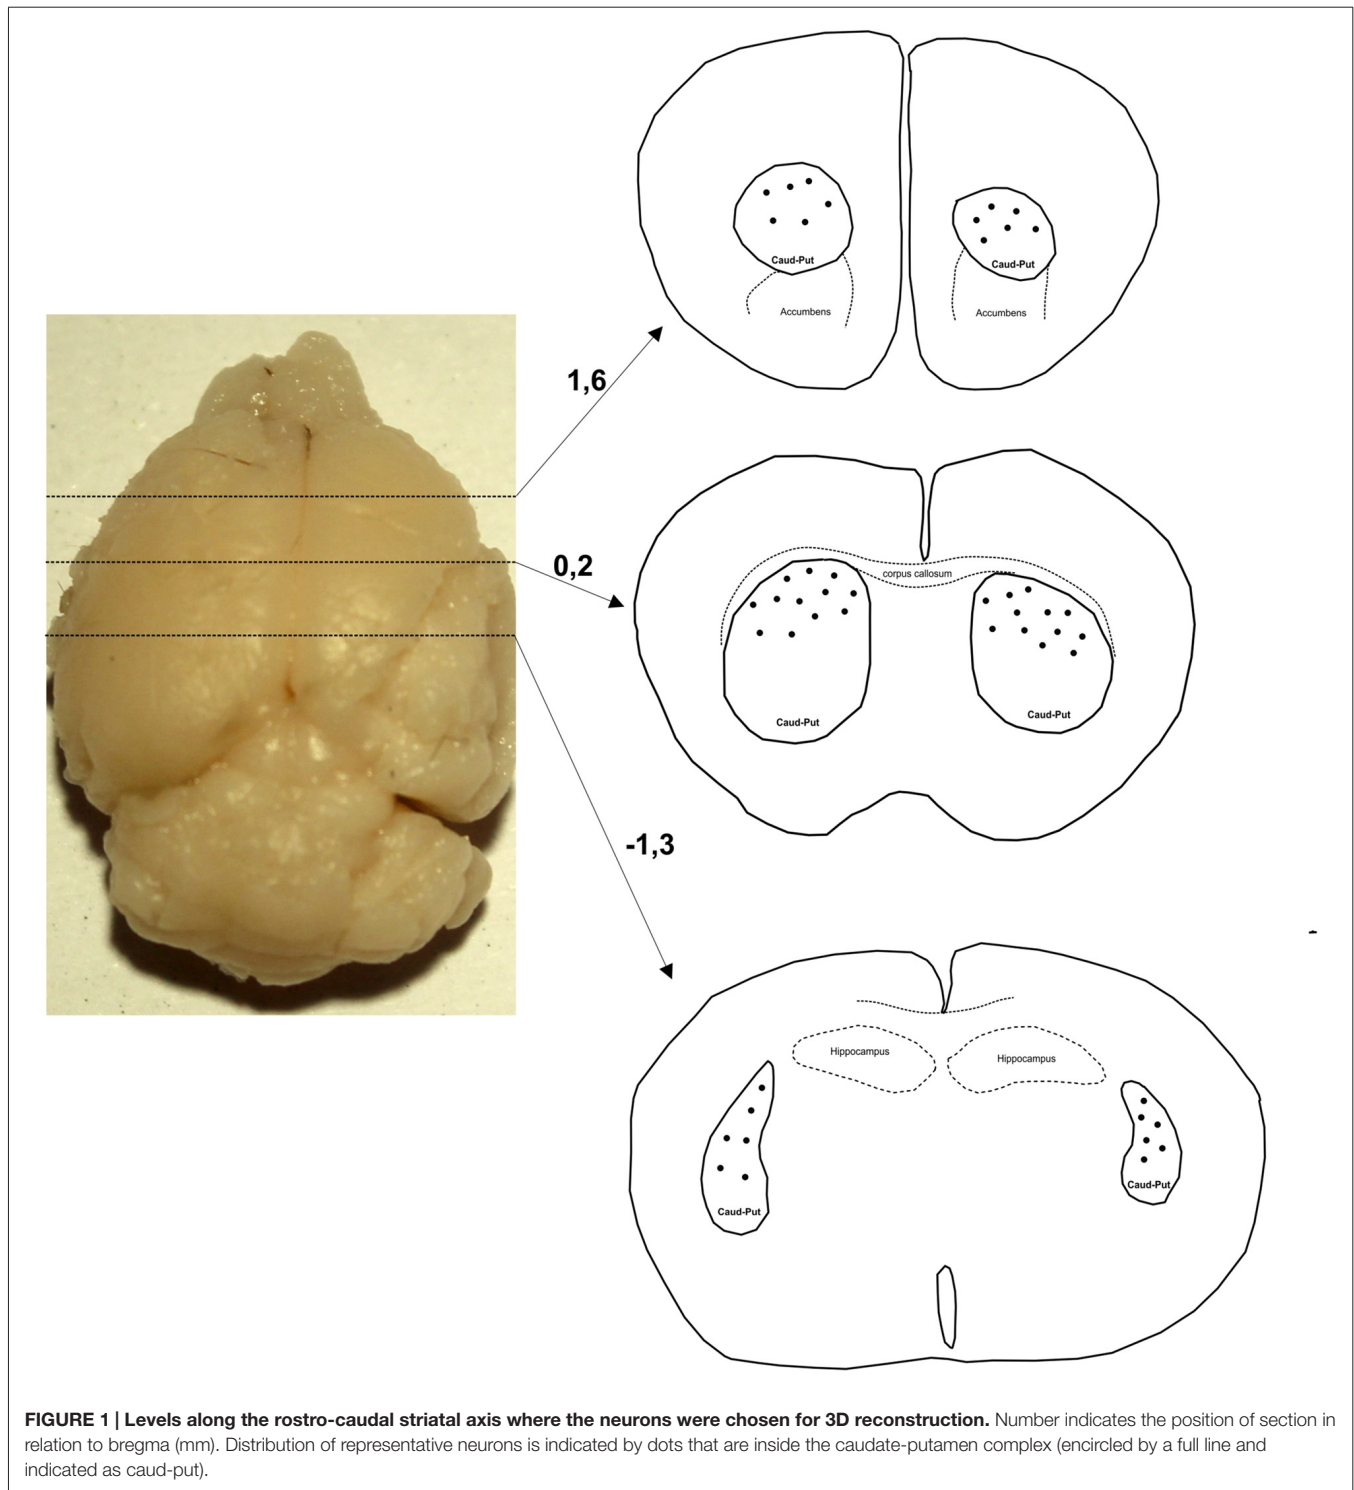 Caud-Put
Caud-Put
Accumbens
Accumbens
1,6
0,2
corpus callosum
Caud-Put
Caud-Put
-1,3
Hippocampus
Hippocampus
Caud-Put
Caud-Put
FIGURE 1 | Levels along the rostro-caudal striatal axis where the neurons were chosen for 3D reconstruction. Number indicates the position of section in
relation to bregma (mm). Distribution of representative neurons is indicated by dots that are inside the caudate-putamen complex (encircled by a full line and
indicated as caud-put).